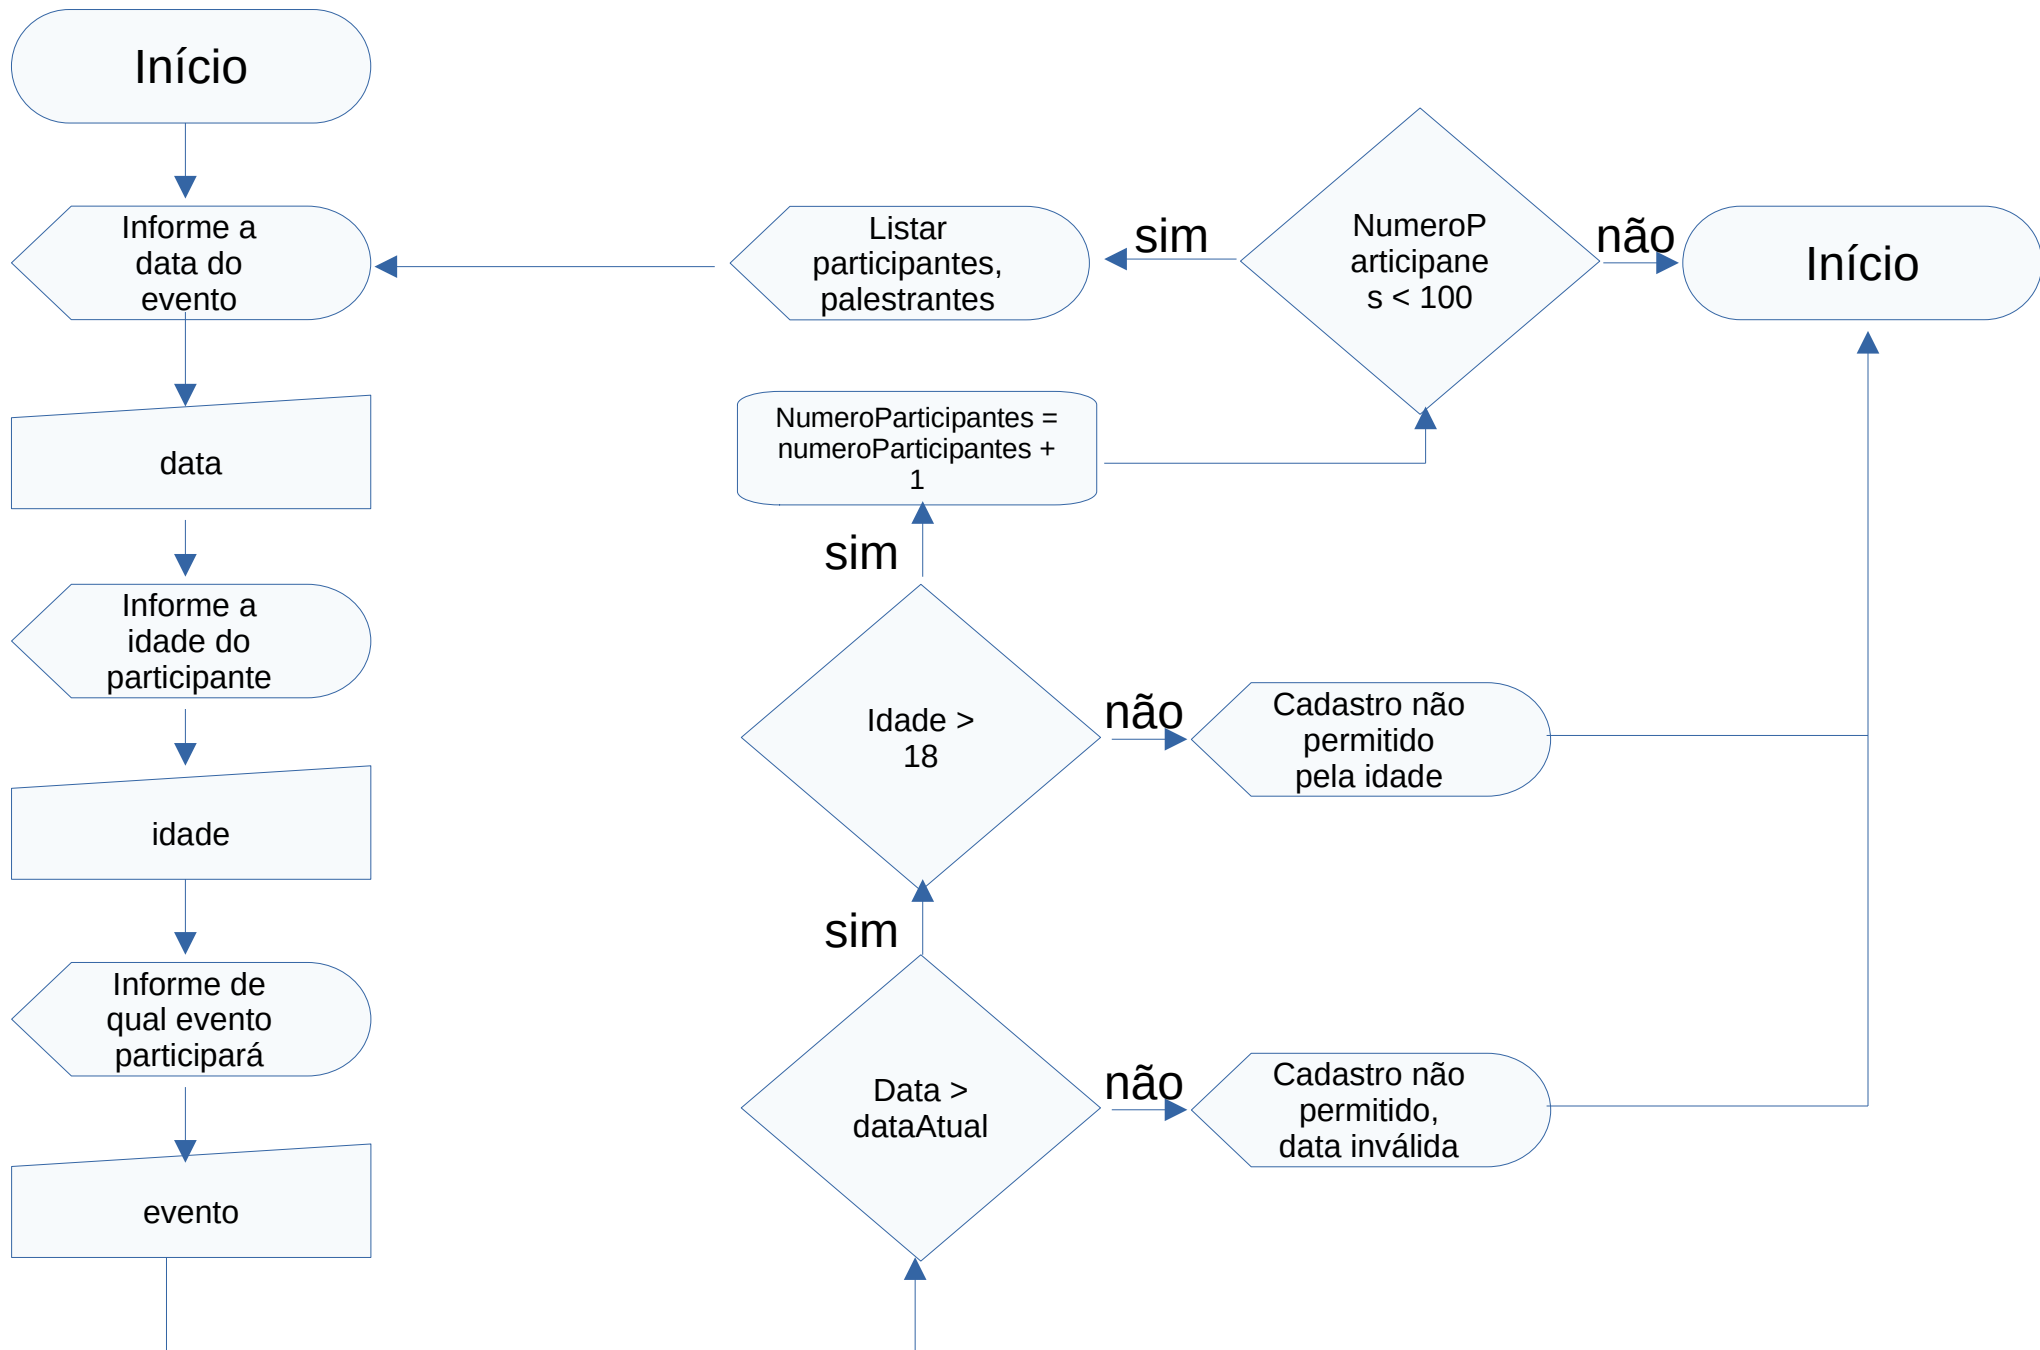 Início
Informe a
data do
evento
data
Informe a
idade do
participante
idade
Informe de
qual evento
participará
evento
Listar
participantes,
palestrantes
sim
NumeroP
articipane
s < 100
não
Início
NumeroParticipantes =
numeroParticipantes +
1
sim
Idade >
18
não
Cadastro não
permitido
pela idade
sim
Data >
dataAtual
não
Cadastro não
permitido,
data inválida